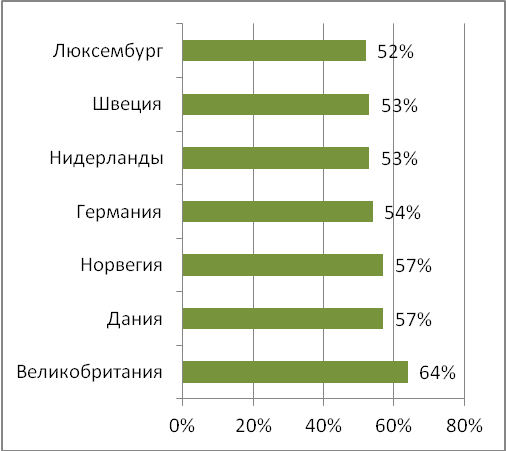 Люксембург 52%
Швеция 53%
Нидерланды 53%
Германия 54%
Норвегия 57%
Дания 57%
Великобритания 64%
0% 20% 40% 60% 80%